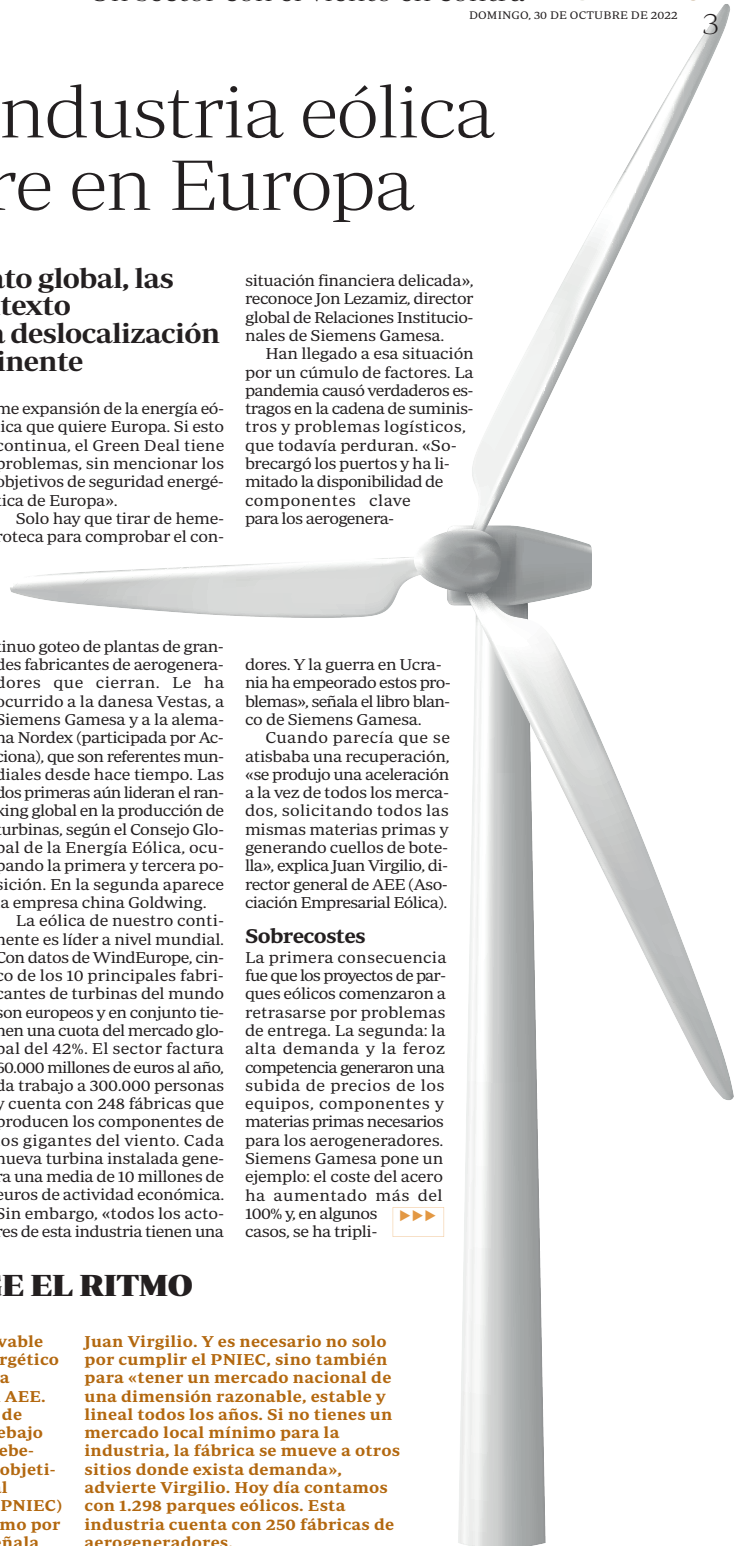 DOMINGO, 30 DE OCTUBRE DE 2022
3
ndustria eólica
re en Europa
ato global, las
texto
a deslocalización
inente
me expansión de la energía eó-
ica que quiere Europa. Si esto
continua, el Green Deal tiene
problemas, sin mencionar los
objetivos de seguridad energé-
tica de Europa».
Solo hay que tirar de heme-
roteca para comprobar el con-
tinuo goteo de plantas de gran-
des fabricantes de aerogenera-
dores que cierran. Le ha
ocurrido a la danesa Vestas, a
Siemens Gamesa y a la alema-
na Nordex (participada por Ac-
ciona), que son referentes mun-
diales desde hace tiempo. Las
dos primeras aún lideran el ran-
king global en la producción de
turbinas, según el Consejo Glo-
bal de la Energía Eólica, ocu-
pando la primera y tercera po-
sición. En la segunda aparece
la empresa china Goldwing.
La eólica de nuestro conti-
nente es líder a nivel mundial.
Con datos de WindEurope, cin-
co de los 10 principales fabri-
cantes de turbinas del mundo
son europeos y en conjunto tie-
nen una cuota del mercado glo-
bal del 42%. El sector factura
60.000 millones de euros al año,
da trabajo a 300.000 personas
y cuenta con 248 fábricas que
producen los componentes de
los gigantes del viento. Cada
nueva turbina instalada gene-
ra una media de 10 millones de
euros de actividad económica.
Sin embargo, «todos los acto-
res de esta industria tienen una
situación financiera delicada»,
reconoce Jon Lezamiz, director
global de Relaciones Institucio-
nales de Siemens Gamesa.
Han llegado a esa situación
por un cúmulo de factores. La
pandemia causó verdaderos es-
tragos en la cadena de suminis-
tros y problemas logísticos,
que todavía perduran. «So-
brecargó los puertos y ha li-
mitado la disponibilidad de
componentes clave
para los aerogenera-
dores. Y la guerra en Ucra-
nia ha empeorado estos pro-
blemas», señala el libro blan-
co de Siemens Gamesa.
Cuando parecía que se
atisbaba una recuperación,
«se produjo una aceleración
a la vez de todos los merca-
dos, solicitando todos las
mismas materias primas y
generando cuellos de bote-
lla», explica Juan Virgilio, di-
rector general de AEE (Aso-
ciación Empresarial Eólica).
Sobrecostes
La primera consecuencia
fue que los proyectos de par-
ques eólicos comenzaron a
retrasarse por problemas
de entrega. La segunda: la
alta demanda y la feroz
competencia generaron una
subida de precios de los
equipos, componentes y
materias primas necesarios
para los aerogeneradores.
Siemens Gamesa pone un
ejemplo: el coste del acero
ha aumentado más del
100% y, en algunos
casos, se ha tripli-
GE EL RITMO
vable
rgético
a
AEE.
de
ebajo
ebe-
objeti-
l
PNIEC)
mo por
eñala
Juan Virgilio. Y es necesario no solo
por cumplir el PNIEC, sino también
para «tener un mercado nacional de
una dimensión razonable, estable y
lineal todos los años. Si no tienes un
mercado local mínimo para la
industria, la fábrica se mueve a otros
sitios donde exista demanda»,
advierte Virgilio. Hoy día contamos
con 1.298 parques eólicos. Esta
industria cuenta con 250 fábricas de
aerogeneradores.